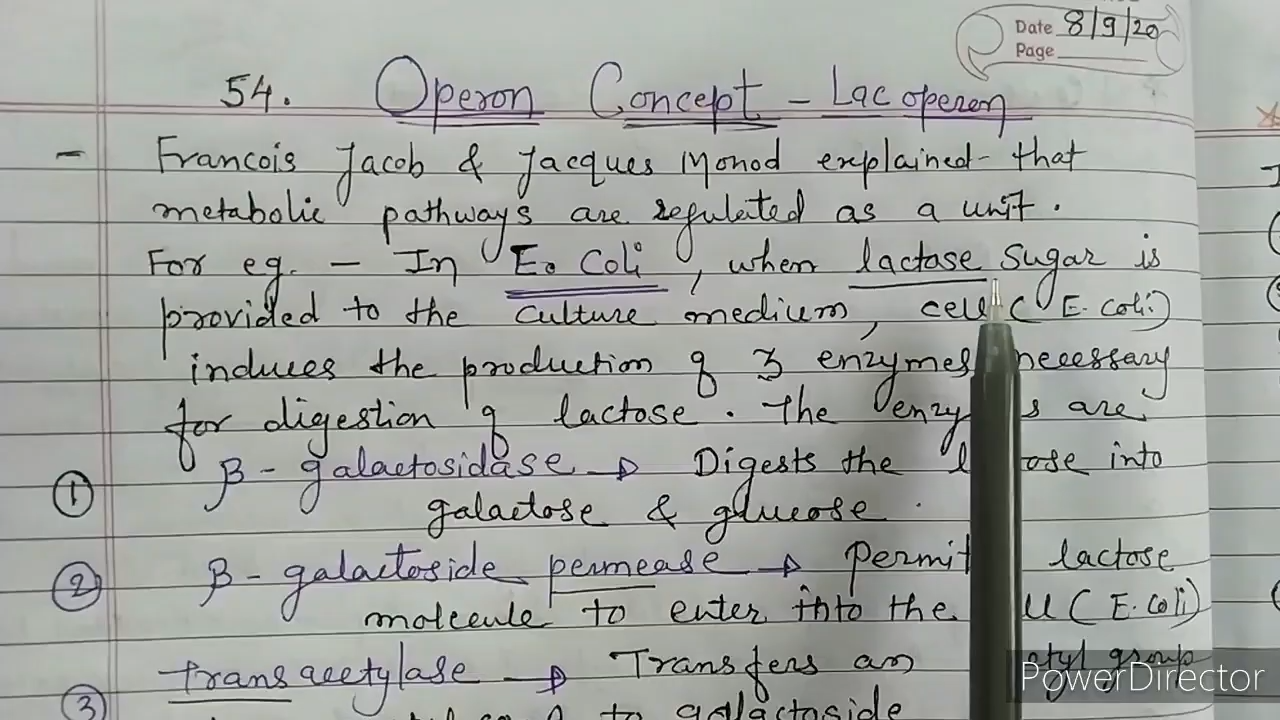 Date 8/9/20
Page
54. Operon Concept - Lac operon
- Francois Jacob & Jacques Monod explained that
metabolic pathways are regulated as a unit.
For eg. - In E. Coli, when lactose Sugar is
provided to the culture medium, cell (E. coli)
induces the production of 3 enzymes necessary
for digestion of lactose. The are
① β-galactosidase → Digests the into
galactose & glucose.
② β-galactoside permease → Permit lactose
molecule to enter into the (E. coli)
③ Transacetylase → Transfers an group
to galactoside
PowerDirector